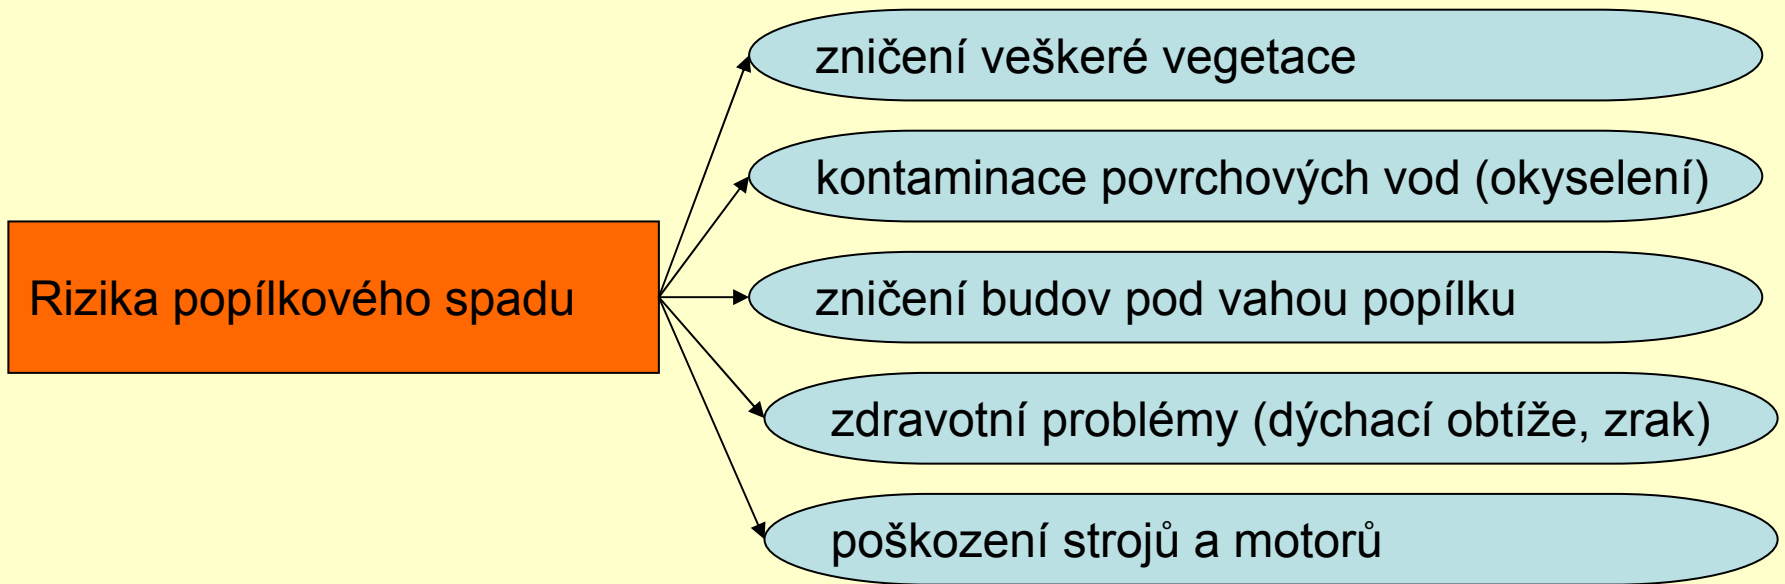 zničení veškeré vegetace
kontaminace povrchových vod (okyselení)
Rizika popílkového spadu
zničení budov pod vahou popílku
zdravotní problémy (dýchací obtíže, zrak)
poškození strojů a motorů